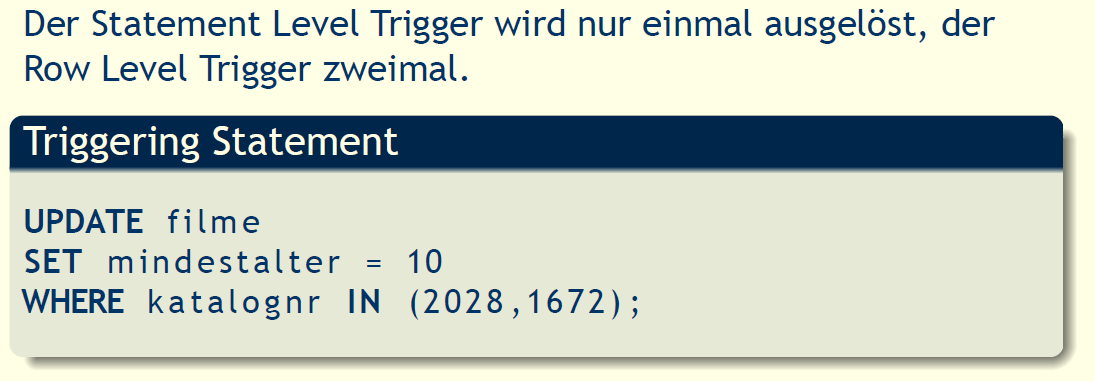 Der Statement Level Trigger wird nur einmal ausgelöst, der
Row Level Trigger zweimal.
Triggering Statement
UPDATE filme
SET mindestalter = 10
WHERE katalognr IN (2028,1672);